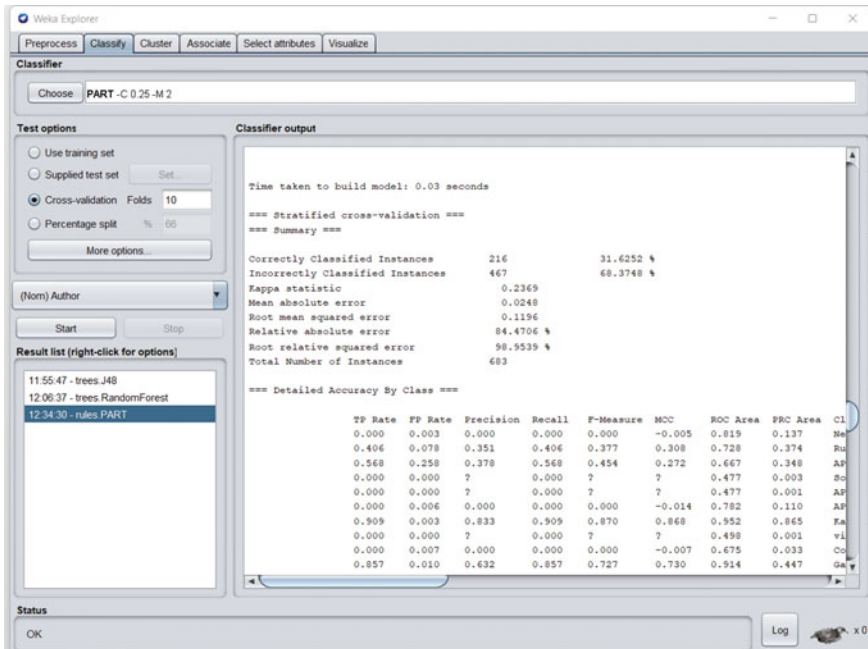 Weka Explorer
Preprocess Classify Cluster Associate Select attributes Visualize
Classifier
Choose PART -C 0.25 -M 2
Test options
Use training set
Supplied test set Set...
Cross-validation Folds 10
Percentage split % 66
More options...
(Nom) Author
Start Stop
Result list (right-click for options)
11:55:47 - trees.J48
12:06:37 - trees.RandomForest
12:34:30 - rules.PART
Classifier output
Time taken to build model: 0.03 seconds
=== Stratified cross-validation ===
=== Summary ===
Correctly Classified Instances 216 31.6252 %
Incorrectly Classified Instances 467 68.3748 %
Kappa statistic 0.2369
Mean absolute error 0.0248
Root mean squared error 0.1196
Relative absolute error 84.4706 %
Root relative squared error 98.9539 %
Total Number of Instances 683
=== Detailed Accuracy By Class ===
TP Rate FP Rate Precision Recall F-Measure MCC ROC Area PRC Area Cl
0.000 0.003 0.000 0.000 0.000 -0.005 0.819 0.137 Ne
0.406 0.078 0.351 0.406 0.377 0.308 0.728 0.374 Ru
0.568 0.258 0.378 0.568 0.454 0.272 0.667 0.348 AP
0.000 0.000 ? 0.000 ? ? 0.477 0.003 So
0.000 0.000 ? 0.000 ? ? 0.477 0.001 AP
0.000 0.006 0.000 0.000 0.000 -0.014 0.782 0.110 AP
0.909 0.003 0.833 0.909 0.870 0.868 0.952 0.865 Ka
0.000 0.000 ? 0.000 ? ? 0.498 0.001 vi
0.000 0.007 0.000 0.000 0.000 -0.007 0.675 0.033 Co
0.857 0.010 0.632 0.857 0.727 0.730 0.914 0.447 Ga
Status
OK
Log x 0